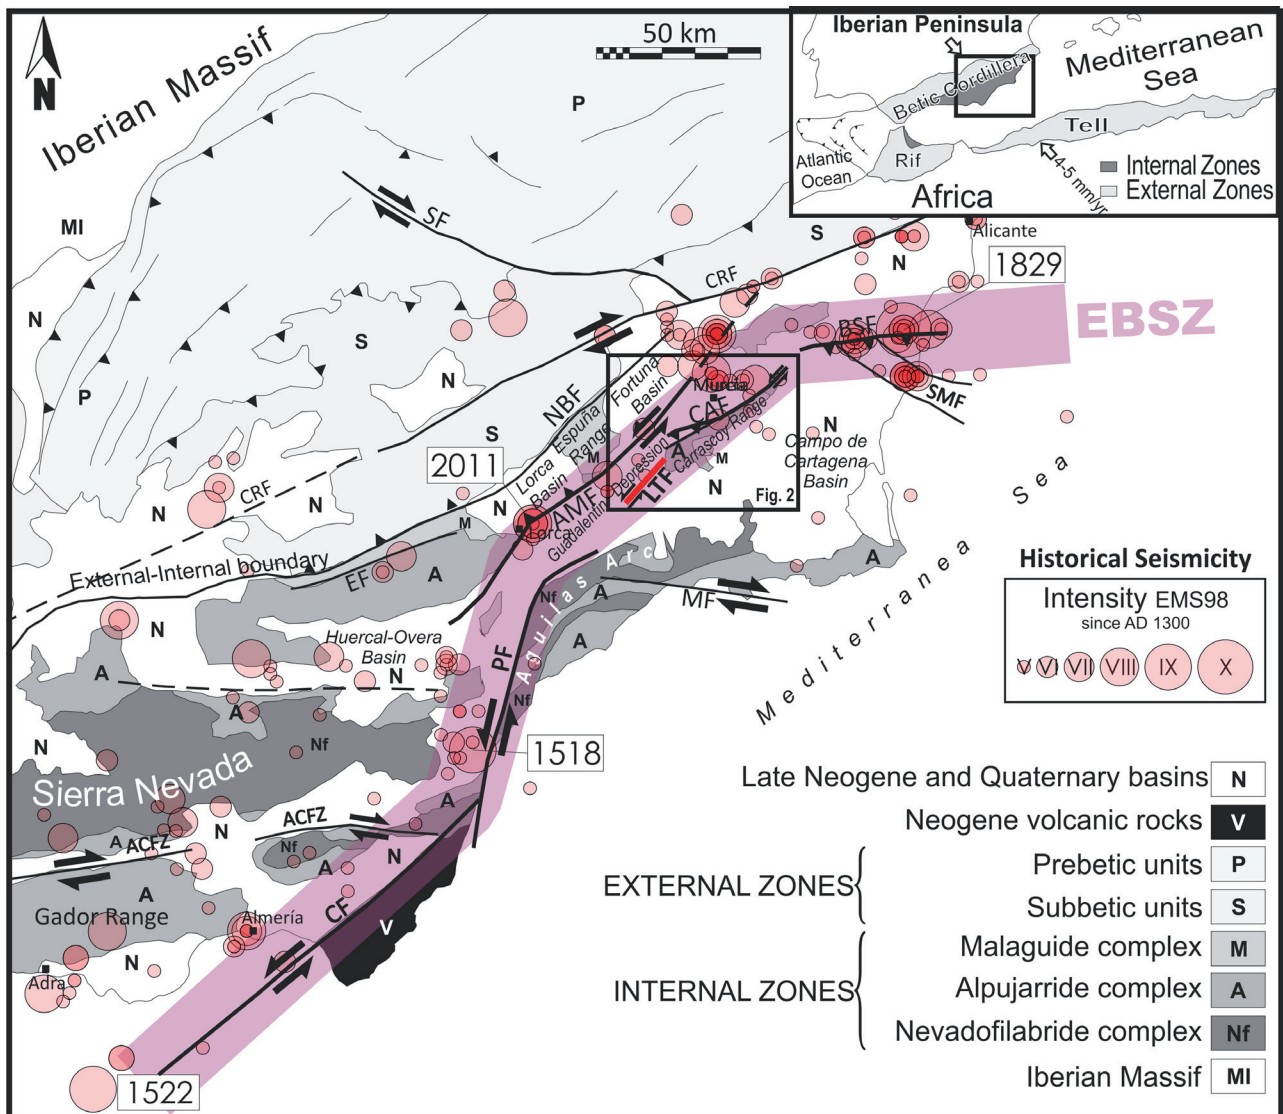 N
Iberian Massif
50 km
P
Iberian Peninsula
Betic Cordillera
Mediterranean
Sea
Tell
Rif
Atlantic
Ocean
Africa
4-5 mm/yr
Internal Zones
External Zones
MI
SF
S
CRF
N
Alicante
1829
EBSZ
N
S
N
P
BSF
SMF
NBF
Fortuna
Basin
Murcia
CAF
Carrascoy Range
Espuña
Range
M
A
M
N
N
Campo de
Cartagena
Basin
Fig. 2
S
2011
Lorca
Basin
AMF
Guadalentín Depression
LTF
Lorca
N
M
CRF
N
N
External-Internal boundary
EF
A
Aguilas Arc
Nf
A
A
MF
A
Mediterranea Sea
N
Huercal-Overa
Basin
N
PF
A
A
Nf
Nf
N
Sierra Nevada
1518
A
ACFZ
ACFZ
A
N
Nf
A
N
A
Gador Range
Almería
CF
V
N
Adra
1522
Historical Seismicity
Intensity EMS98
since AD 1300
V VI VII VIII IX X
Late Neogene and Quaternary basins N
Neogene volcanic rocks V
EXTERNAL ZONES
Prebetic units P
Subbetic units S
INTERNAL ZONES
Malaguide complex M
Alpujarride complex A
Nevadofilabride complex Nf
Iberian Massif MI